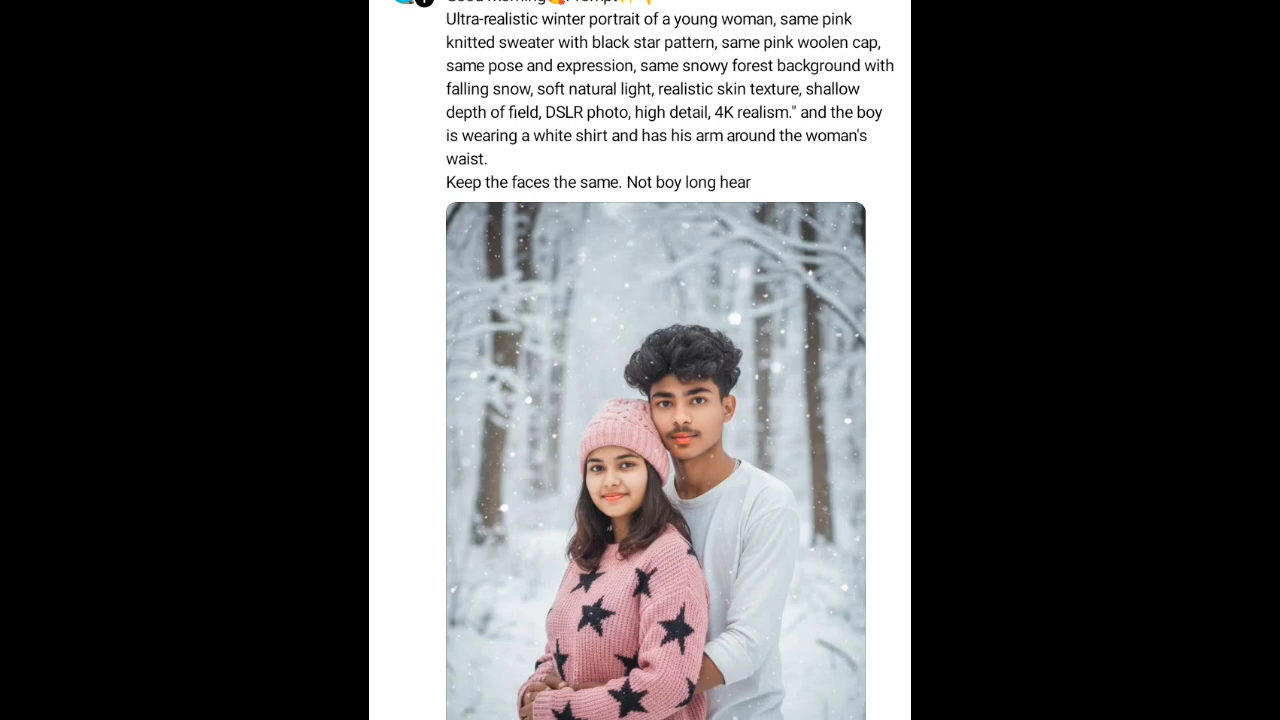 Ultra-realistic winter portrait of a young woman, same pink
knitted sweater with black star pattern, same pink woolen cap,
same pose and expression, same snowy forest background with
falling snow, soft natural light, realistic skin texture, shallow
depth of field, DSLR photo, high detail, 4K realism." and the boy
is wearing a white shirt and has his arm around the woman's
waist.
Keep the faces the same. Not boy long hear